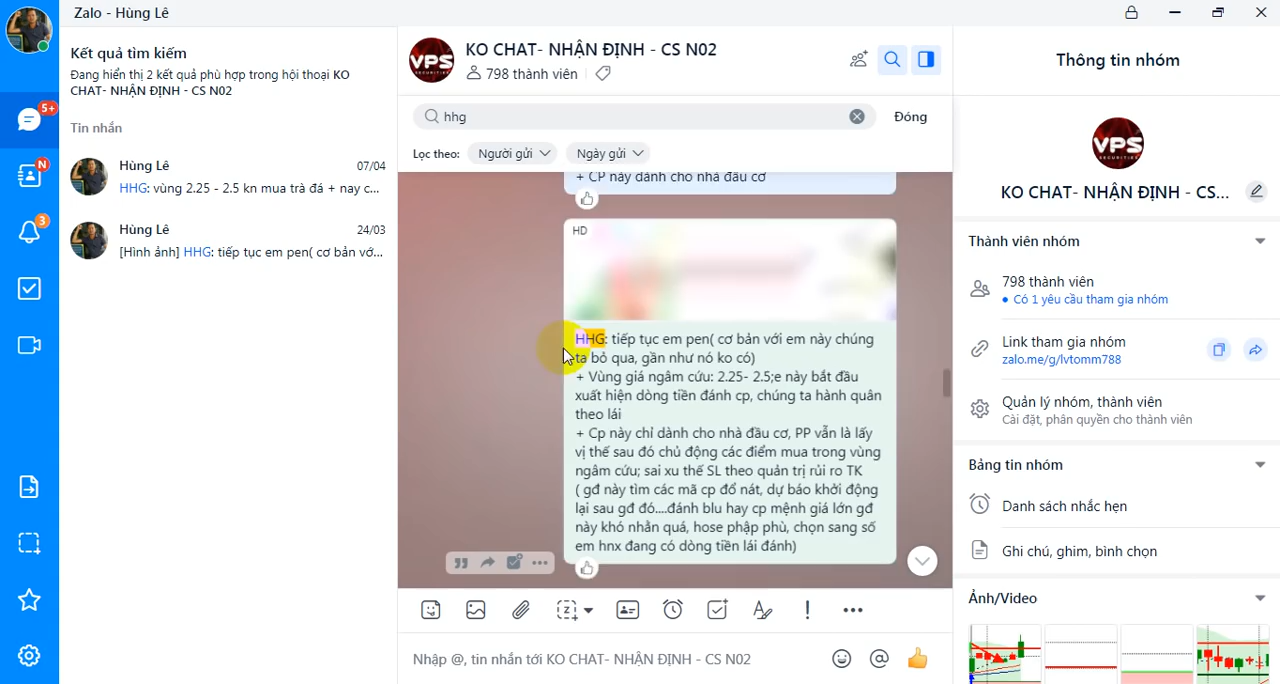 Zalo - Hùng Lê
Kết quả tìm kiếm
Đang hiển thị 2 kết quả phù hợp trong hội thoại KO
CHAT- NHẬN ĐỊNH - CS N02
Tin nhắn
Hùng Lê
07/04
HHG: vùng 2.25 - 2.5 kn mua trà đá + nay c...
Hùng Lê
24/03
[Hình ảnh] HHG: tiếp tục em pen( cơ bản vớ...
5+
N
3
VPS
SECURITIES
KO CHAT- NHẬN ĐỊNH - CS N02
798 thành viên
hhg
Đóng
Lọc theo:
Người gửi
Ngày gửi
+ CP này dành cho nhà đầu cơ
HD
HHG: tiếp tục em pen( cơ bản với em này chúng
ta bỏ qua, gần như nó ko có)
+ Vùng giá ngâm cứu: 2.25- 2.5;e này bắt đầu
xuất hiện dòng tiền đánh cp, chúng ta hành quân
theo lái
+ Cp này chỉ dành cho nhà đầu cơ, PP vẫn là lấy
vị thế sau đó chủ động các điểm mua trong vùng
ngâm cứu; sai xu thế SL theo quản trị rủi ro TK
( gđ này tìm các mã cp đổ nát, dự báo khởi động
lại sau gđ đó....đánh blu hay cp mệnh giá lớn gđ
này khó nhằn quá, hose phập phù, chọn sang số
em hnx đang có dòng tiền lái đánh)
Nhập @, tin nhắn tới KO CHAT- NHẬN ĐỊNH - CS N02
Thông tin nhóm
VPS
SECURITIES
KO CHAT- NHẬN ĐỊNH - CS...
Thành viên nhóm
798 thành viên
Có 1 yêu cầu tham gia nhóm
Link tham gia nhóm
zalo.me/g/lvtomm788
Quản lý nhóm, thành viên
Cài đặt, phân quyền cho thành viên
Bảng tin nhóm
Danh sách nhắc hẹn
Ghi chú, ghim, bình chọn
Ảnh/Video